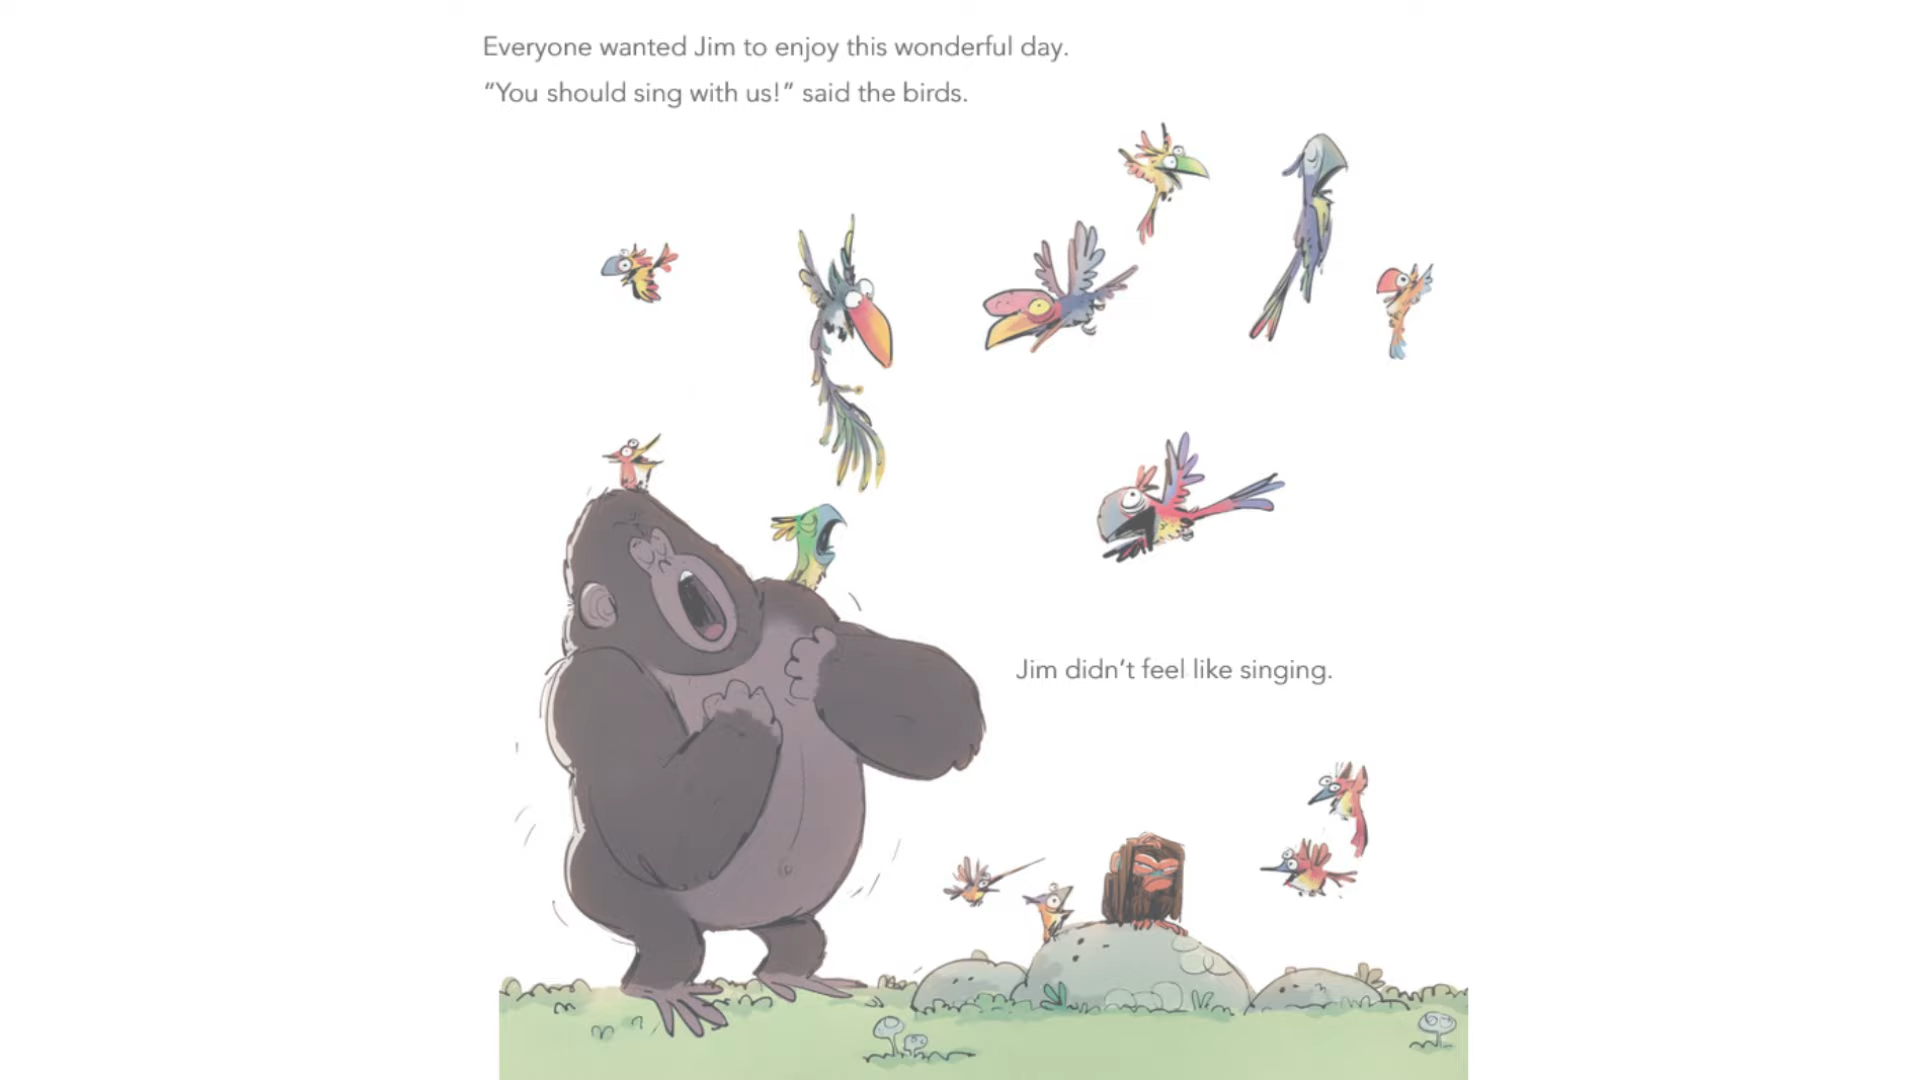 Everyone wanted Jim to enjoy this wonderful day.
“You should sing with us!” said the birds.
Jim didn’t feel like singing.